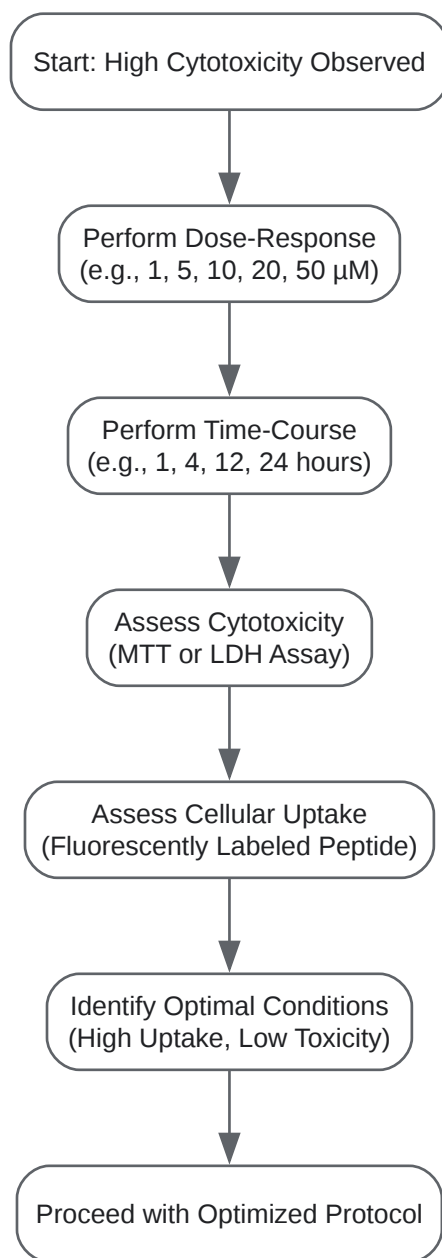 Start: High Cytotoxicity Observed
Perform Dose-Response
(e.g., 1, 5, 10, 20, 50 µM)
Perform Time-Course
(e.g., 1, 4, 12, 24 hours)
Assess Cytotoxicity
(MTT or LDH Assay)
Assess Cellular Uptake
(Fluorescently Labeled Peptide)
Identify Optimal Conditions
(High Uptake, Low Toxicity)
Proceed with Optimized Protocol